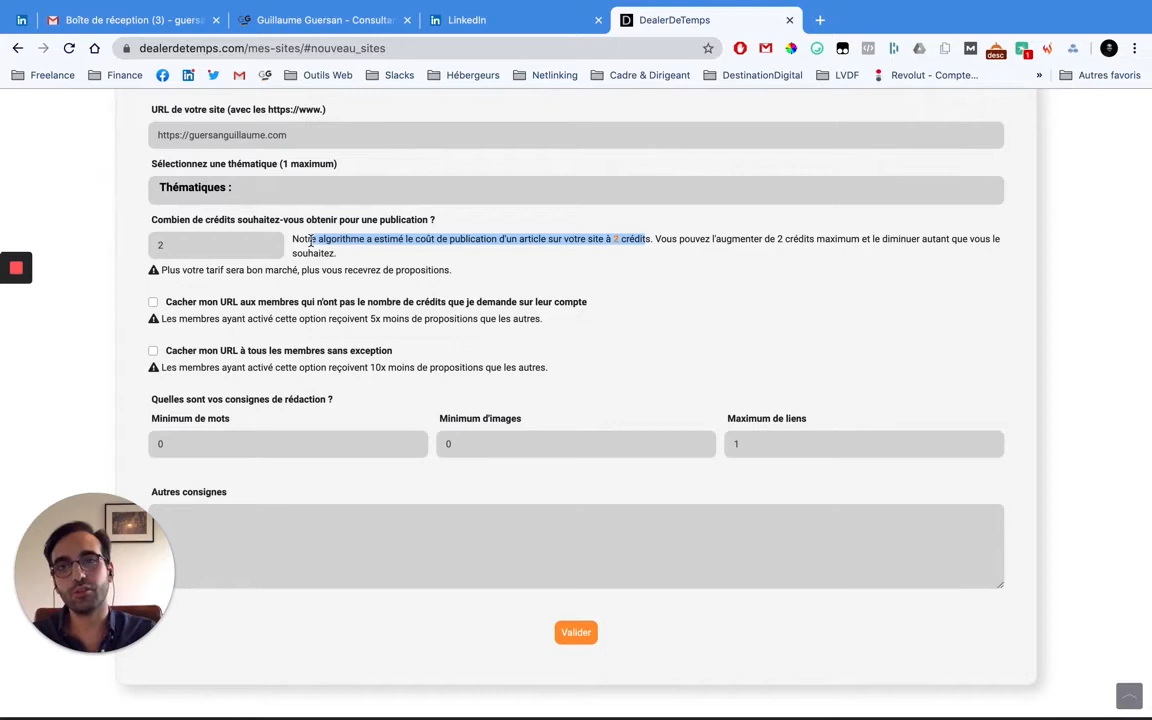 Boîte de réception (3) – guersa
Guillaume Guersan – Consulta
LinkedIn
DealerDeTemps
dealerdetemps.com/mes-sites/#nouveau_sites
desc
1
Freelance
Finance
Outils Web
Slacks
Hébergeurs
Netlinking
Cadre & Dirigeant
DestinationDigital
LVDF
Revolut - Compte...
»
Autres favoris
URL de votre site (avec les https://www.)
https://guersanguillaume.com
Sélectionnez une thématique (1 maximum)
Thématiques :
Combien de crédits souhaitez-vous obtenir pour une publication ?
2
Notre algorithme a estimé le coût de publication d'un article sur votre site à 2 crédits. Vous pouvez l'augmenter de 2 crédits maximum et le diminuer autant que vous le
souhaitez.
Plus votre tarif sera bon marché, plus vous recevrez de propositions.
Cacher mon URL aux membres qui n'ont pas le nombre de crédits que je demande sur leur compte
Les membres ayant activé cette option reçoivent 5x moins de propositions que les autres.
Cacher mon URL à tous les membres sans exception
Les membres ayant activé cette option reçoivent 10x moins de propositions que les autres.
Quelles sont vos consignes de rédaction ?
Minimum de mots
Minimum d'images
Maximum de liens
0
0
1
Autres consignes
Valider